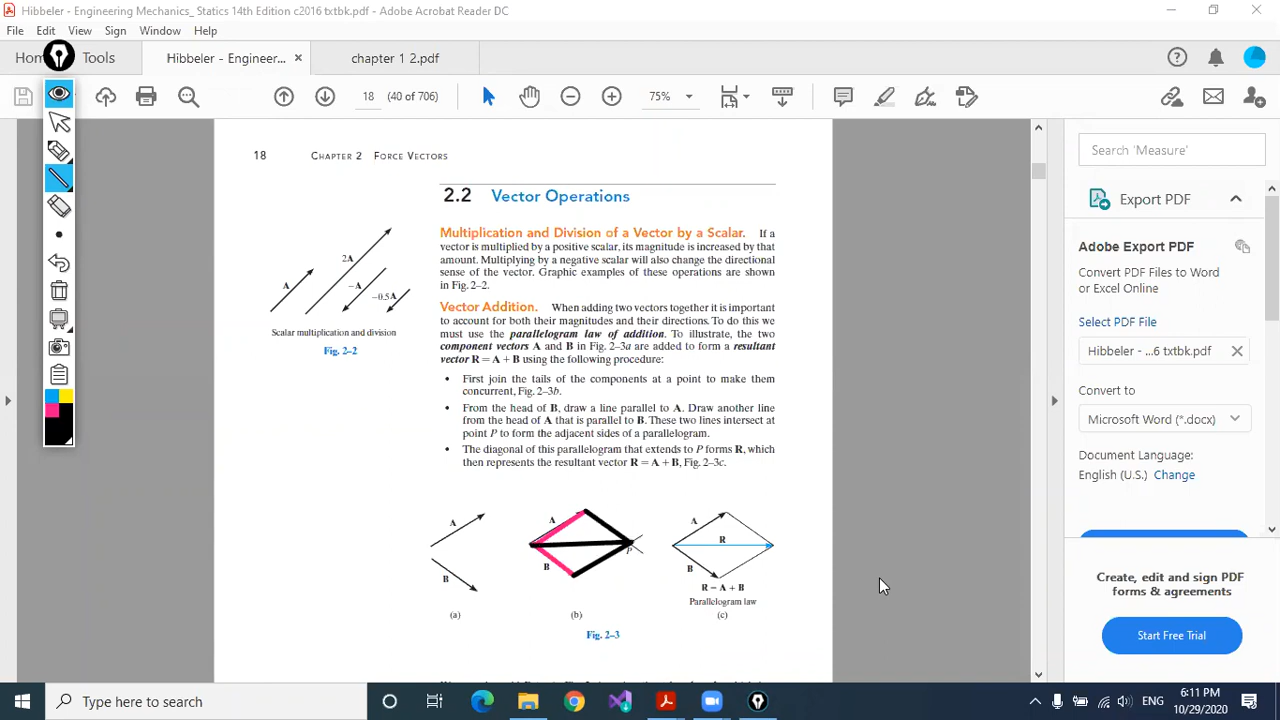 Hibbeler - Engineering Mechanics_ Statics 14th Edition c2016 txtbk.pdf - Adobe Acrobat Reader DC
File Edit View Sign Window Help
Hom Tools Hibbeler - Engineer... chapter 1 2.pdf
18 (40 of 706) 75%
Search 'Measure'
Export PDF
Adobe Export PDF
Convert PDF Files to Word
or Excel Online
Select PDF File
Hibbeler - ...6 txtbk.pdf
Convert to
Microsoft Word (*.docx)
Document Language:
English (U.S.) Change
Create, edit and sign PDF
forms & agreements
Start Free Trial
18 CHAPTER 2 FORCE VECTORS
2.2 Vector Operations
Multiplication and Division of a Vector by a Scalar. If a
vector is multiplied by a positive scalar, its magnitude is increased by that
amount. Multiplying by a negative scalar will also change the directional
sense of the vector. Graphic examples of these operations are shown
in Fig. 2–2.
A
2A
−A
−0.5A
Scalar multiplication and division
Fig. 2–2
Vector Addition. When adding two vectors together it is important
to account for both their magnitudes and their directions. To do this we
must use the parallelogram law of addition. To illustrate, the two
component vectors A and B in Fig. 2–3a are added to form a resultant
vector R = A + B using the following procedure:
• First join the tails of the components at a point to make them
concurrent, Fig. 2–3b.
• From the head of B, draw a line parallel to A. Draw another line
from the head of A that is parallel to B. These two lines intersect at
point P to form the adjacent sides of a parallelogram.
• The diagonal of this parallelogram that extends to P forms R, which
then represents the resultant vector R = A + B, Fig. 2–3c.
A
B
(a)
A
B
P
(b)
A
R
B
R = A + B
Parallelogram law
(c)
Fig. 2–3
Type here to search
ENG
6:11 PM
10/29/2020